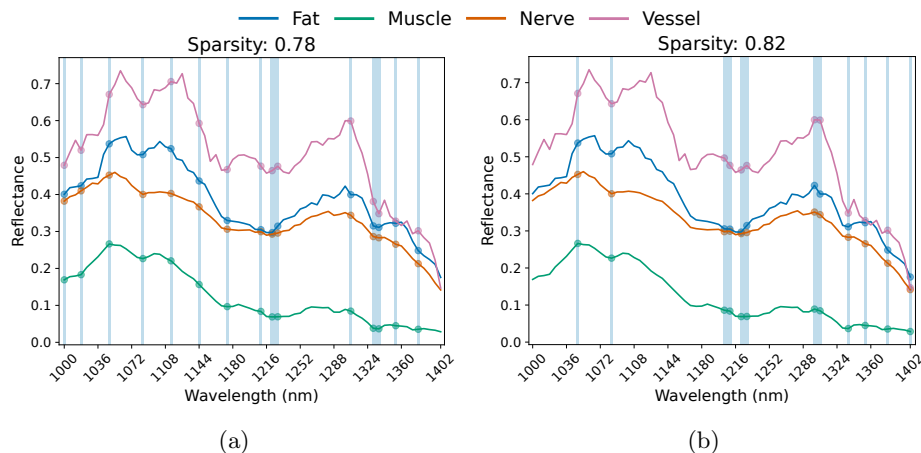 Fat Muscle Nerve Vessel
Sparsity: 0.78
0.7
0.6
0.5
0.4
0.3
0.2
0.1
0.0
Reflectance
1000 1036 1072 1108 1144 1180 1216 1252 1288 1324 1360 1402
Wavelength (nm)
(a)
Sparsity: 0.82
0.7
0.6
0.5
0.4
0.3
0.2
0.1
0.0
Reflectance
1000 1036 1072 1108 1144 1180 1216 1252 1288 1324 1360 1402
Wavelength (nm)
(b)